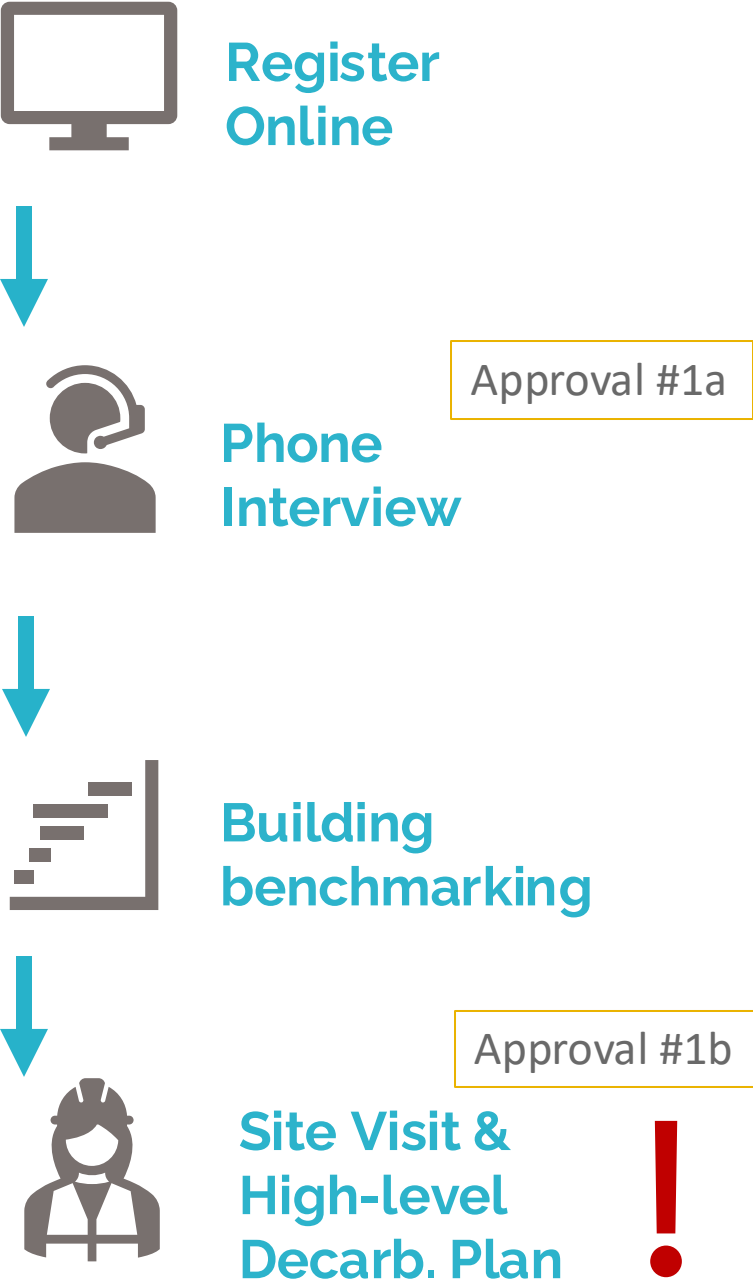 Register
Online
Approval #1a
Phone
Interview
Building
benchmarking
Approval #1b
Site Visit &
High-level
Decarb. Plan
!